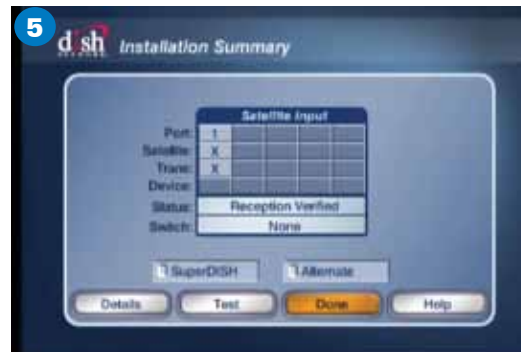 5
dish Installation Summary
NETWORK
Satellite Input
Port: 1
Satellite: X
Trans: X
Device:
Status: Reception Verified
Switch: None
SuperDISH Alternate
Details Test Done Help